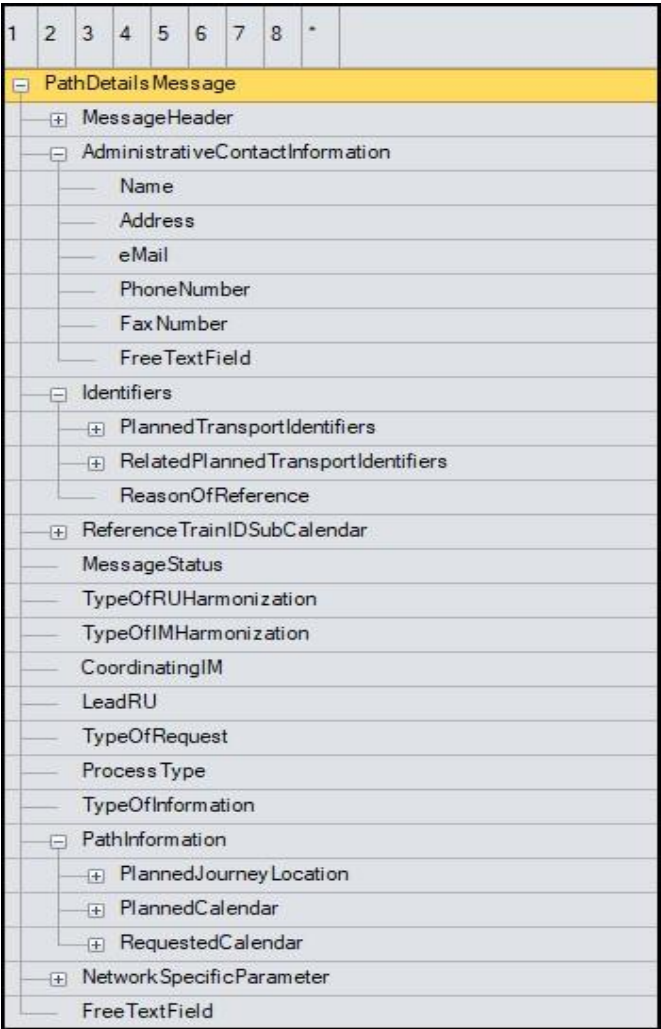 1 2 3 4 5 6 7 8 *
PathDetailsMessage
MessageHeader
AdministrativeContactInformation
Name
Address
eMail
PhoneNumber
FaxNumber
FreeTextField
Identifiers
PlannedTransportIdentifiers
RelatedPlannedTransportIdentifiers
ReasonOfReference
ReferenceTrainIDSubCalendar
MessageStatus
TypeOfRUHarmonization
TypeOfIMHarmonization
CoordinatingIM
LeadRU
TypeOfRequest
ProcessType
TypeOfInformation
PathInformation
PlannedJourneyLocation
PlannedCalendar
RequestedCalendar
NetworkSpecificParameter
FreeTextField